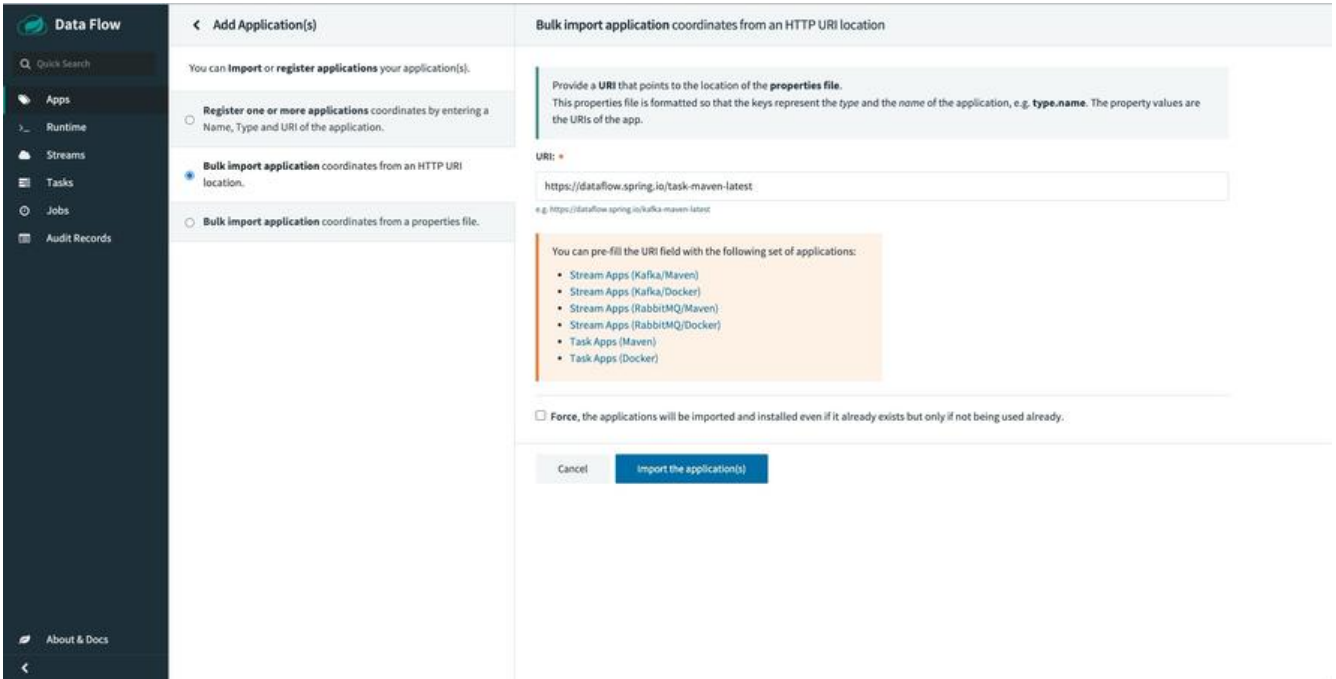 Data Flow
Quick Search
Apps
Runtime
Streams
Tasks
Jobs
Audit Records
About & Docs
Add Application(s)
You can Import or register applications your application(s).
Register one or more applications coordinates by entering a
Name, Type and URI of the application.
Bulk import application coordinates from an HTTP URI
location.
Bulk import application coordinates from a properties file.
Bulk import application coordinates from an HTTP URI location
Provide a URI that points to the location of the properties file.
This properties file is formatted so that the keys represent the type and the name of the application, e.g. type.name. The property values are
the URIs of the app.
URI: *
https://dataflow.spring.io/task-maven-latest
e.g. https://dataflow.spring.io/kafka-maven-latest
You can pre-fill the URI field with the following set of applications:
• Stream Apps (Kafka/Maven)
• Stream Apps (Kafka/Docker)
• Stream Apps (RabbitMQ/Maven)
• Stream Apps (RabbitMQ/Docker)
• Task Apps (Maven)
• Task Apps (Docker)
Force, the applications will be imported and installed even if it already exists but only if not being used already.
Cancel
Import the application(s)